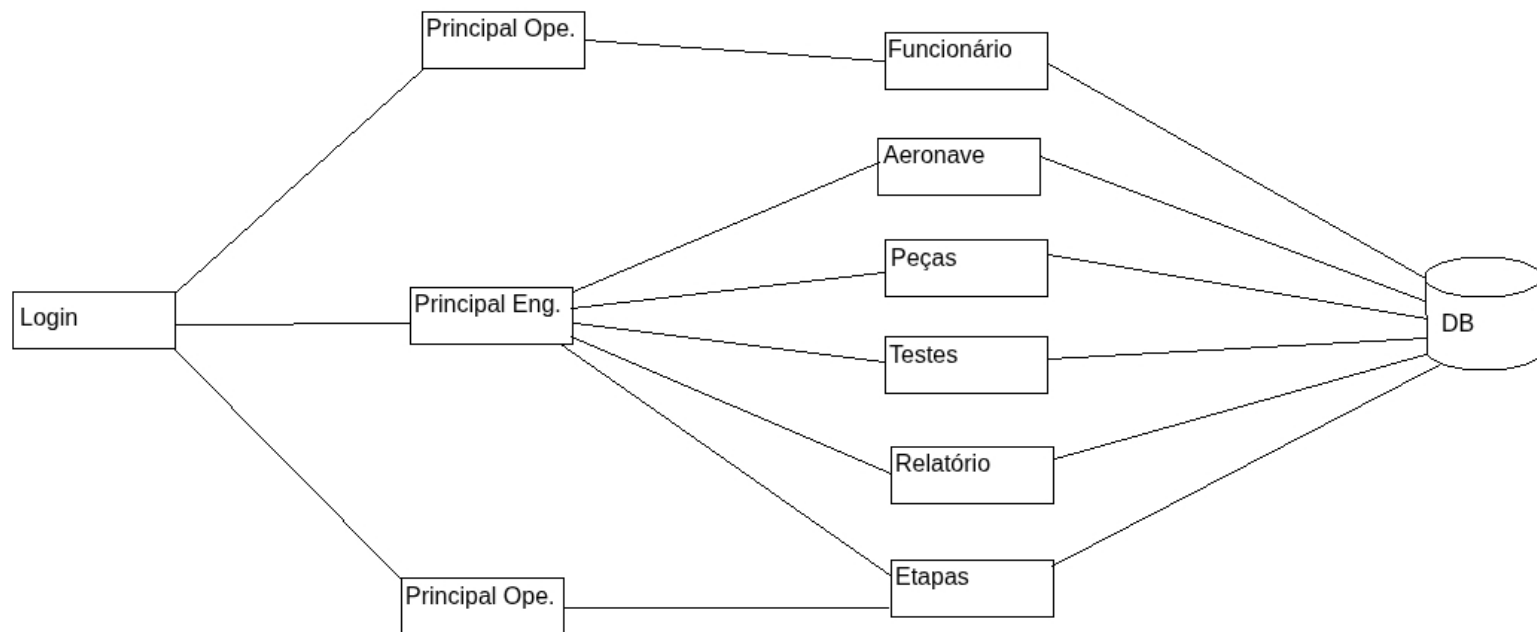 Principal Ope.
Funcionário
Aeronave
Peças
Login
Principal Eng.
DB
Testes
Relatório
Etapas
Principal Ope.